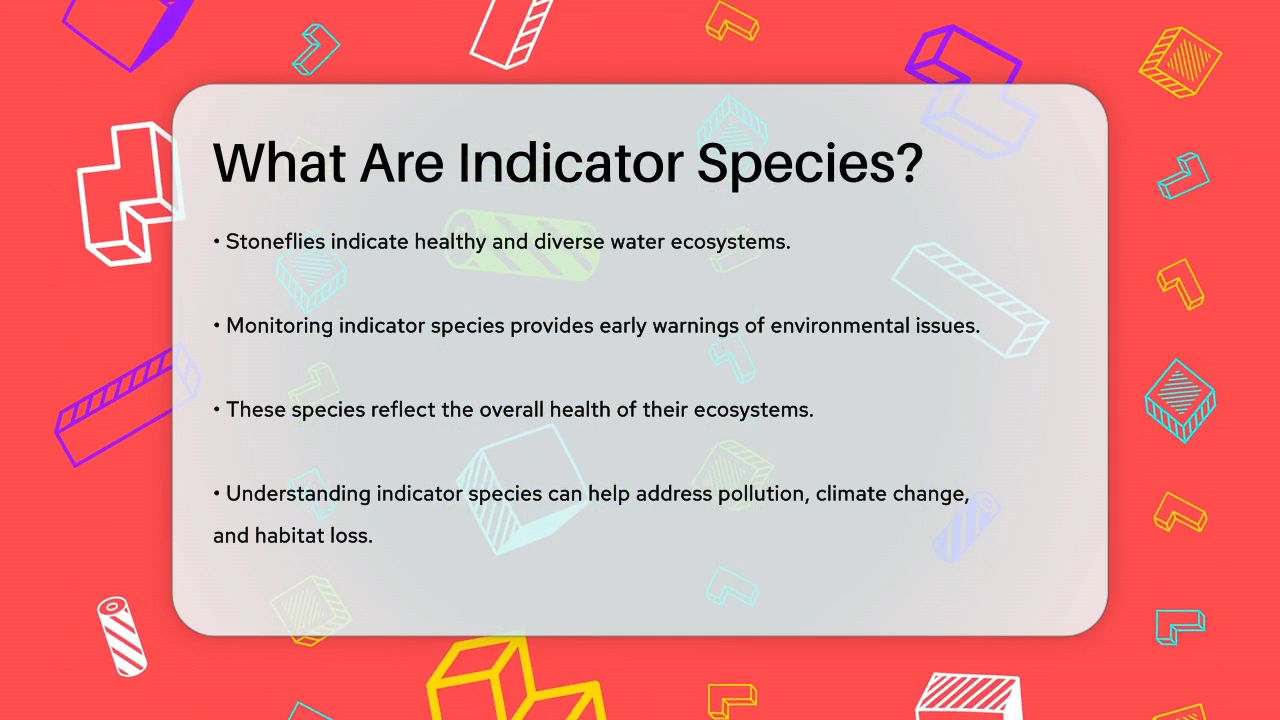 What Are Indicator Species?
• Stoneflies indicate healthy and diverse water ecosystems.
• Monitoring indicator species provides early warnings of environmental issues.
• These species reflect the overall health of their ecosystems.
• Understanding indicator species can help address pollution, climate change,
and habitat loss.